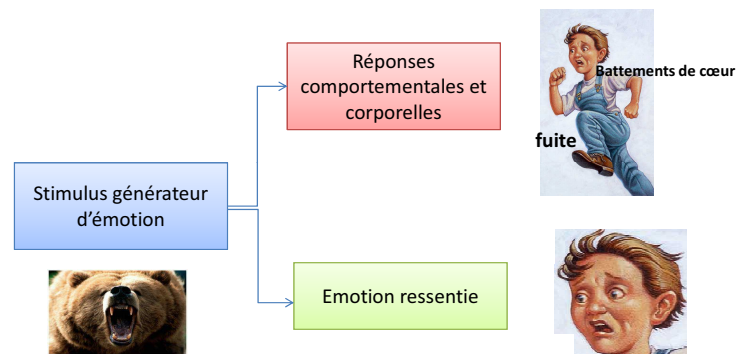 Réponses
comportementales et
corporelles
Battements de cœur
fuite
Stimulus générateur
d'émotion
Emotion ressentie